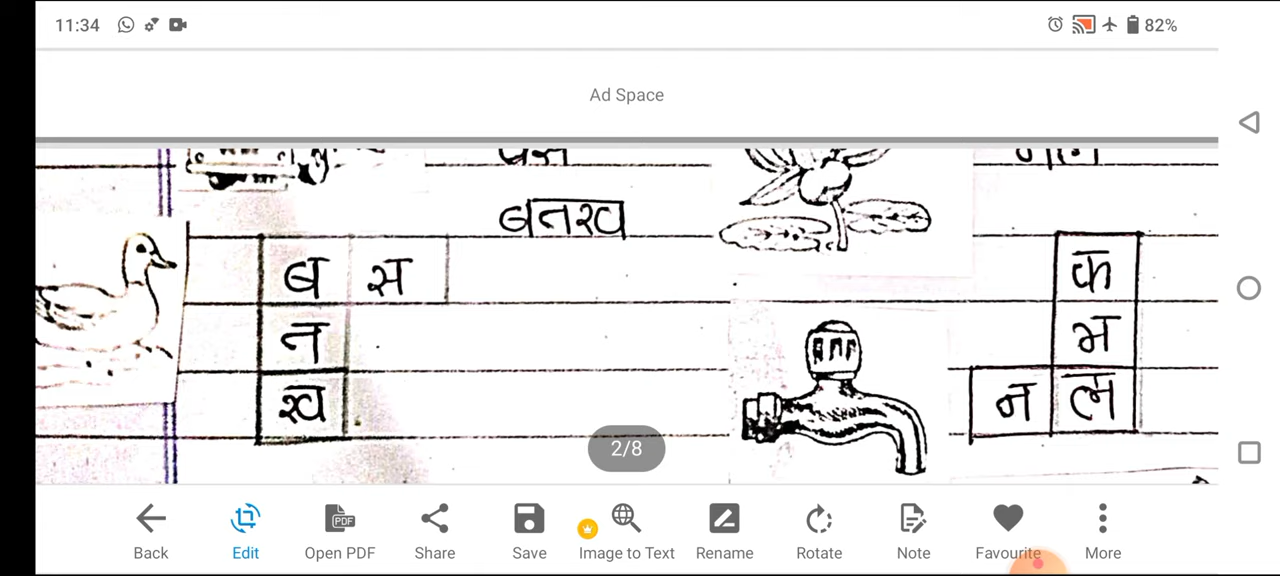 11:34
82%
Ad Space
बतख
ब स
त
ख
क
म
न ल
2/8
Back
Edit
PDF
Open PDF
Share
Save
Image to Text
Rename
Rotate
Note
Favourite
More